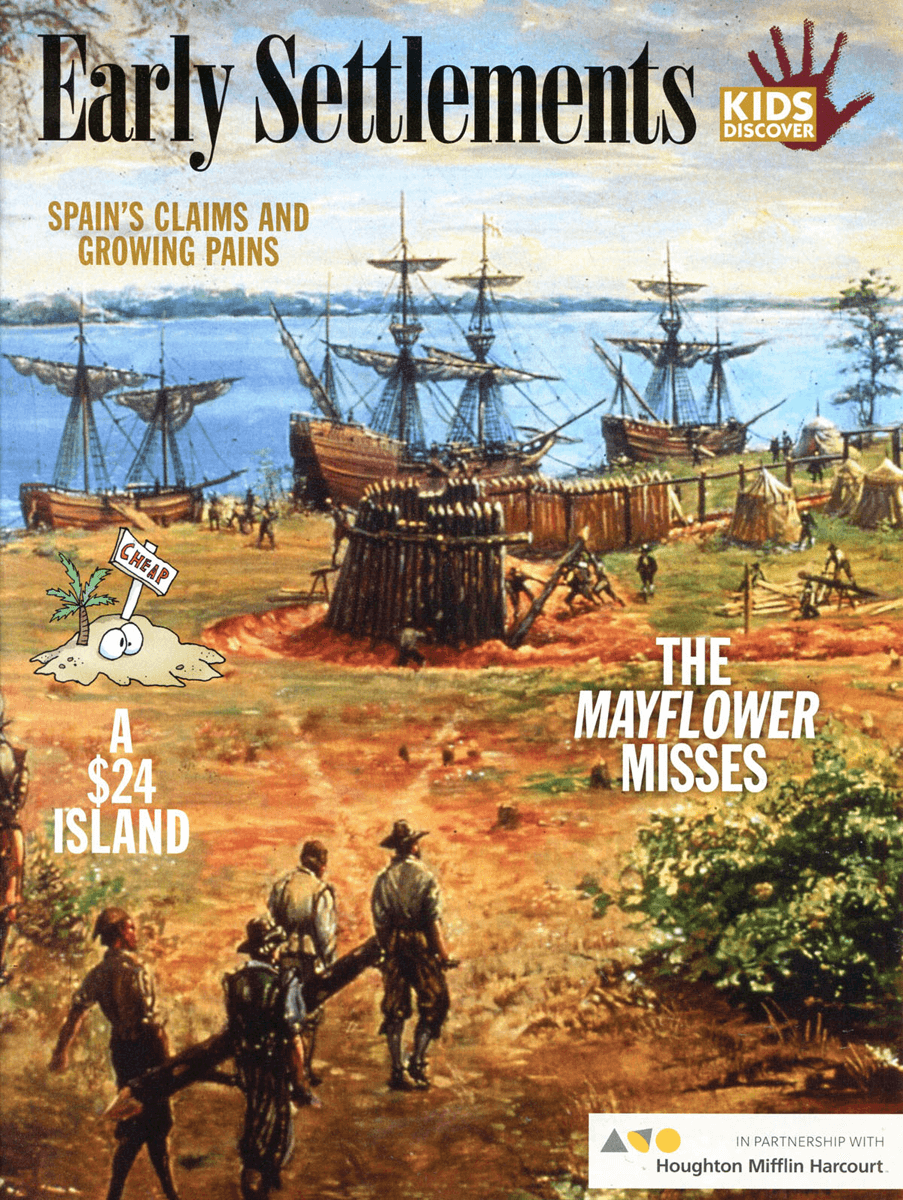 Early Settlements
KIDS
DISCOVER
SPAIN'S CLAIMS AND
GROWING PAINS
CHEAP
THE
MAYFLOWER
MISSES
A
$24
ISLAND
IN PARTNERSHIP WITH
Houghton Mifflin Harcourt